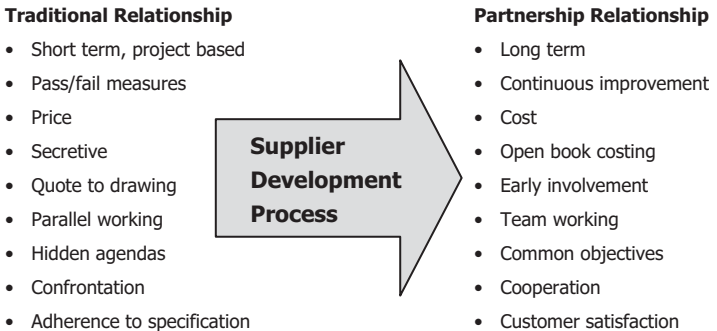 Traditional Relationship
• Short term, project based
• Pass/fail measures
• Price
• Secretive
• Quote to drawing
• Parallel working
• Hidden agendas
• Confrontation
• Adherence to specification
Supplier
Development
Process
Partnership Relationship
• Long term
• Continuous improvement
• Cost
• Open book costing
• Early involvement
• Team working
• Common objectives
• Cooperation
• Customer satisfaction